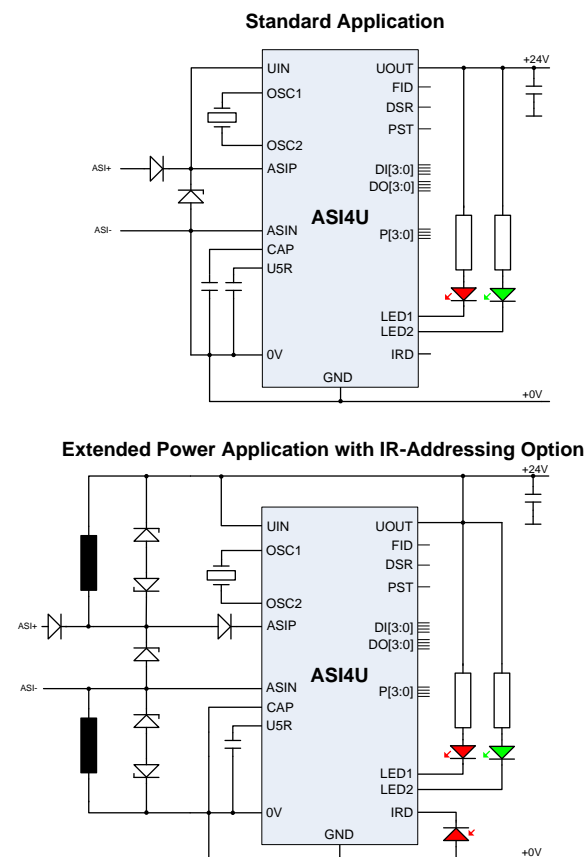 Standard Application
+24V
UIN UOUT
OSC1 FID
DSR
PST
OSC2
ASI+ ASIP DI[3:0]
DO[3:0]
ASI4U
ASI- ASIN P[3:0]
CAP
U5R
LED1
LED2
0V IRD
GND
+0V
Extended Power Application with IR-Addressing Option
+24V
UIN UOUT
OSC1 FID
DSR
PST
OSC2
ASI+ ASIP DI[3:0]
DO[3:0]
ASI4U
ASI- ASIN P[3:0]
CAP
U5R
LED1
LED2
0V IRD
GND
+0V